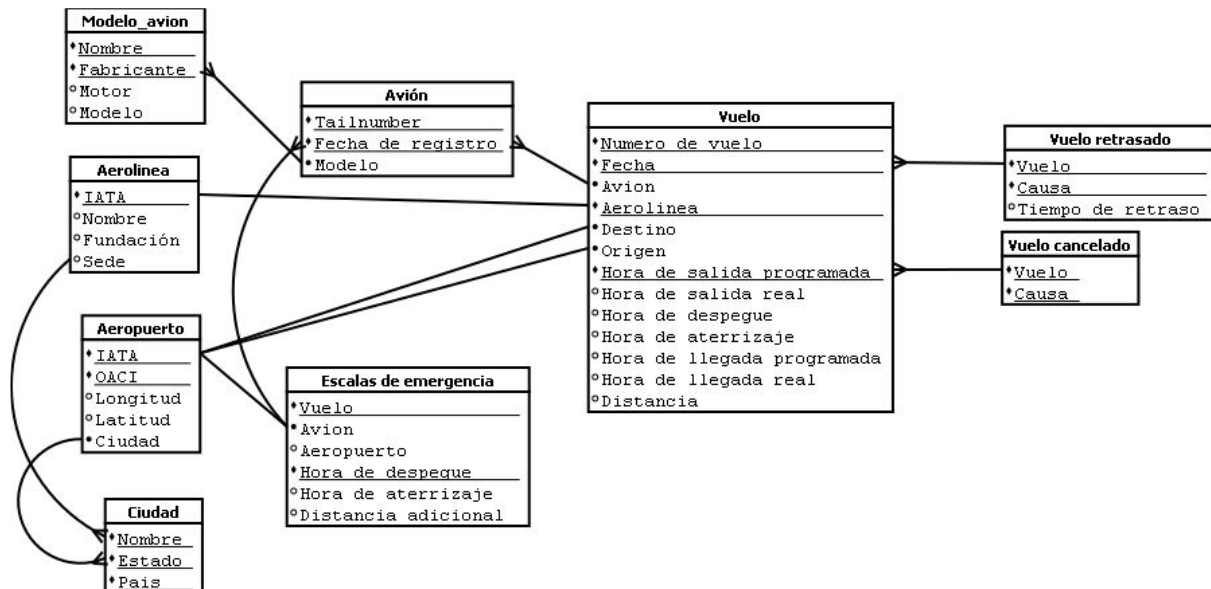 Modelo_avion
Nombre
Fabricante
Motor
Modelo
Avión
Tailnumber
Fecha de registro
Modelo
Aerolinea
IATA
Nombre
Fundación
Sede
Aeropuerto
IATA
OACI
Longitud
Latitud
Ciudad
Ciudad
Nombre
Estado
Pais
Escalas de emergencia
Vuelo
Avion
Aeropuerto
Hora de despegue
Hora de aterrizaje
Distancia adicional
Vuelo
Numero de vuelo
Fecha
Avion
Aerolinea
Destino
Origen
Hora de salida programada
Hora de salida real
Hora de despegue
Hora de aterrizaje
Hora de llegada programada
Hora de llegada real
Distancia
Vuelo retrasado
Vuelo
Causa
Tiempo de retraso
Vuelo cancelado
Vuelo
Causa